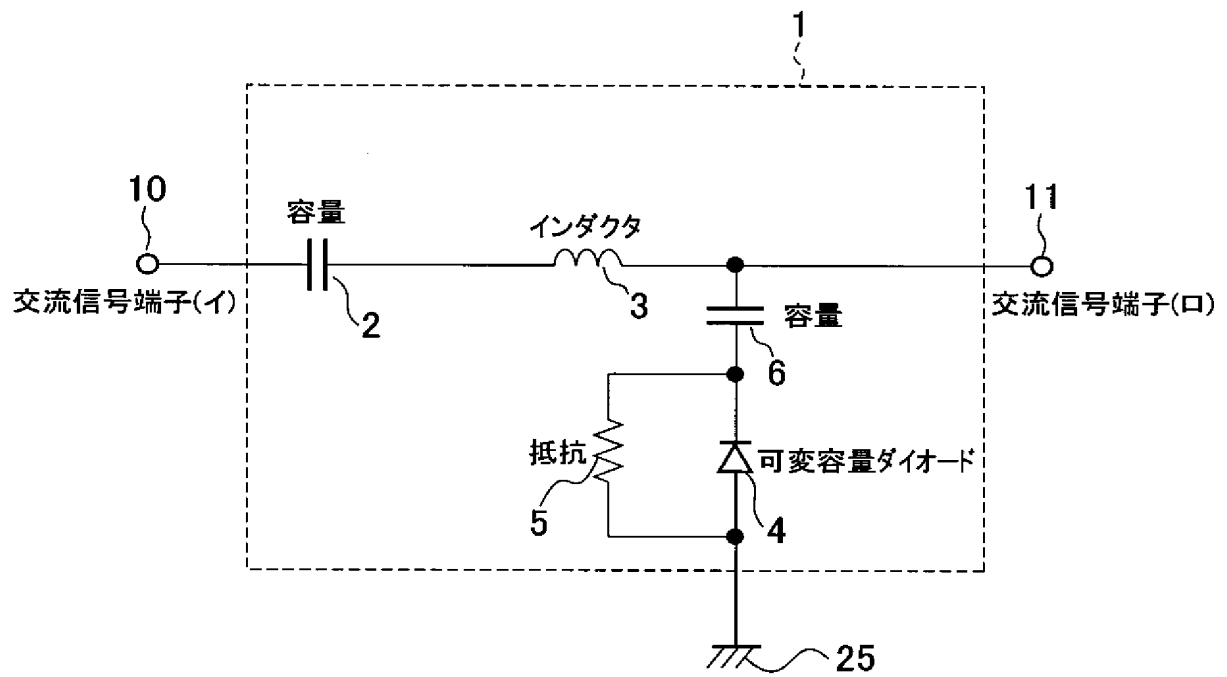 1
10
容量
インダクタ
11
交流信号端子(イ)
2
3
容量
交流信号端子(ロ)
6
抵抗
可変容量ダイオード
5
4
25